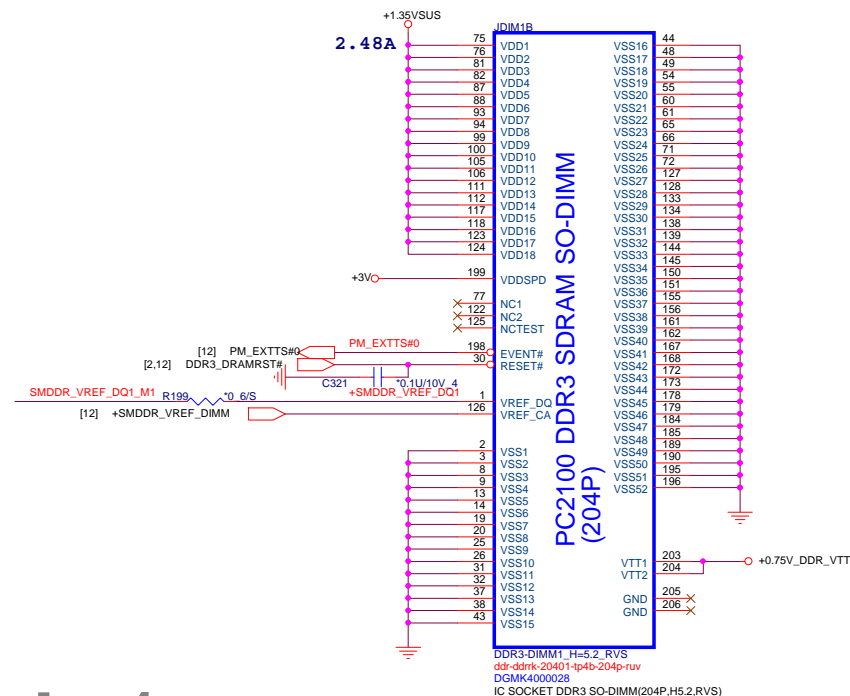 +1.35VSUS
2.48A
JDIM1B
75 VDD1 VSS16 44
76 VDD2 VSS17 48
81 VDD3 VSS18 49
82 VDD4 VSS19 54
87 VDD5 VSS20 55
88 VDD6 VSS21 60
93 VDD7 VSS22 61
94 VDD8 VSS23 65
99 VDD9 VSS24 66
100 VDD10 VSS25 71
105 VDD11 VSS26 72
106 VDD12 VSS27 127
111 VDD13 VSS28 128
112 VDD14 VSS29 133
117 VDD15 VSS30 134
118 VDD16 VSS31 138
123 VDD17 VSS32 139
124 VDD18 VSS33 144
VSS34 145
+3V 199 VDDSPD VSS35 150
VSS36 151
77 NC1 VSS37 155
122 NC2 VSS38 156
125 NCTEST VSS39 161
VSS40 162
[12] PM_EXTTS#0 PM_EXTTS#0 198 EVENT# VSS41 167
[2,12] DDR3_DRAMRST# 30 RESET# VSS42 168
VSS43 172
C321 *0.1U/10V_4 VSS44 173
SMDDR_VREF_DQ1_M1 R199 *0_6/S +SMDDR_VREF_DQ1 1 VREF_DQ VSS45 178
[12] +SMDDR_VREF_DIMM 126 VREF_CA VSS46 179
VSS47 184
VSS48 185
2 VSS1 VSS49 189
3 VSS2 VSS50 190
8 VSS3 VSS51 195
9 VSS4 VSS52 196
13 VSS5
14 VSS6
19 VSS7
20 VSS8
25 VSS9
26 VSS10 VTT1 203 +0.75V_DDR_VTT
31 VSS11 VTT2 204
32 VSS12
37 VSS13 GND 205
38 VSS14 GND 206
43 VSS15
PC2100 DDR3 SDRAM SO-DIMM
(204P)
DDR3-DIMM1_H=5.2_RVS
ddr-ddrrk-20401-tp4b-204p-ruv
DGMK4000028
IC SOCKET DDR3 SO-DIMM(204P,H5.2,RVS)